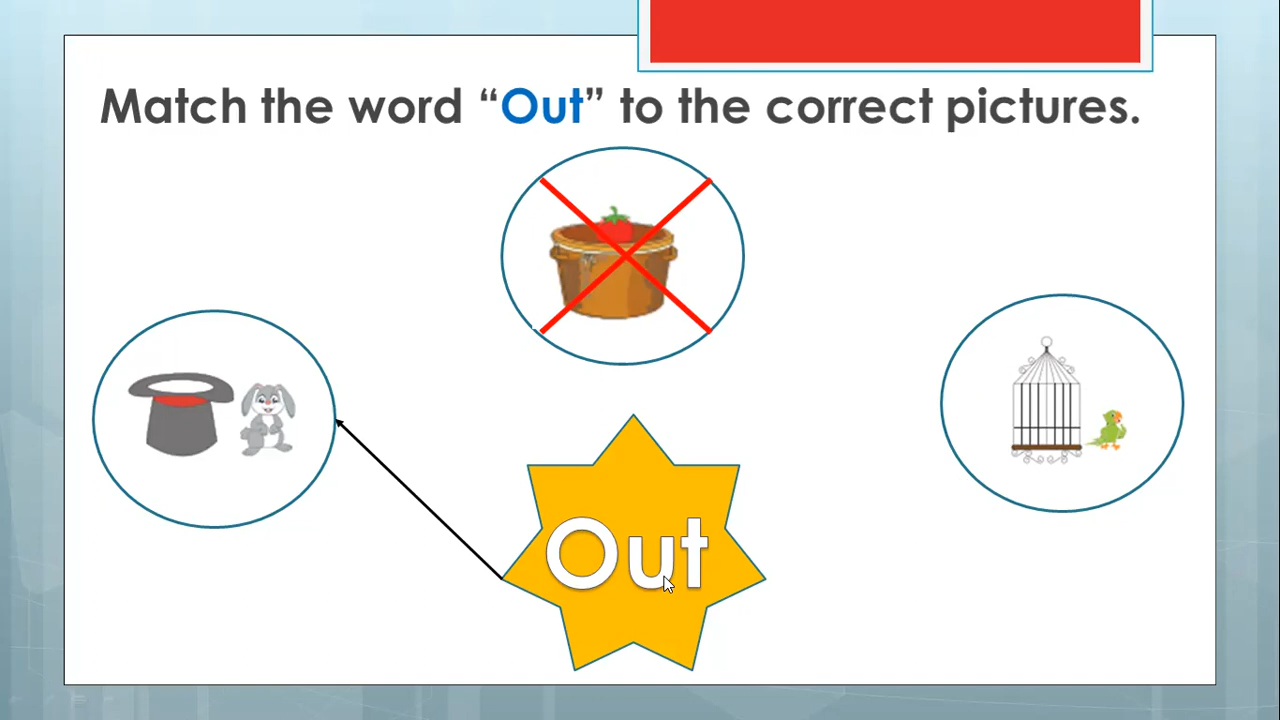 Match the word “Out” to the correct pictures.
Out